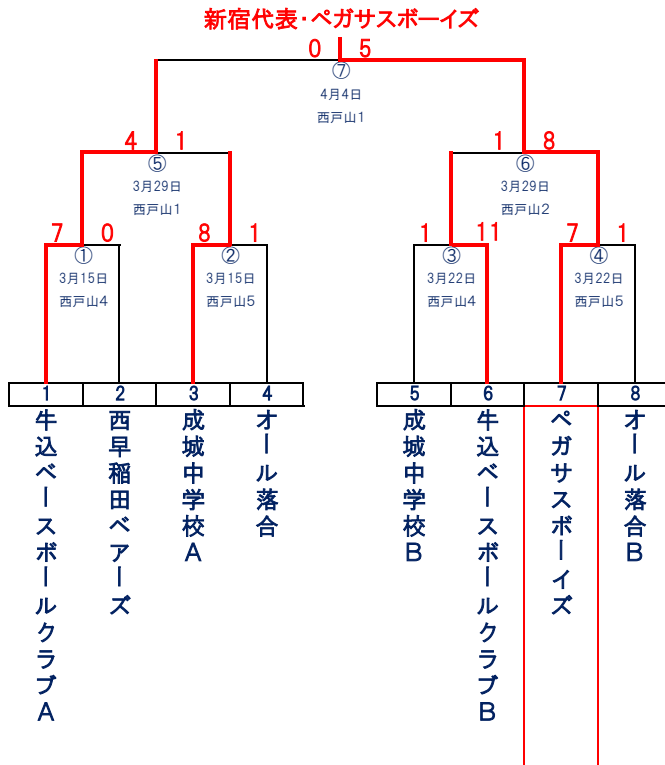 新宿代表・ペガサスボーイズ
0 5
⑦
4月4日
西戸山1
4 1
⑤
3月29日
西戸山1
1 8
⑥
3月29日
西戸山2
7 0
①
3月15日
西戸山4
8 1
②
3月15日
西戸山5
1 11
③
3月22日
西戸山4
7 1
④
3月22日
西戸山5
1 2 3 4 5 6 7 8
牛込ベースボールクラブA
西早稲田ベアーズ
成城中学校A
オール落合
成城中学校B
牛込ベースボールクラブB
ペガサスボーイズ
オール落合B